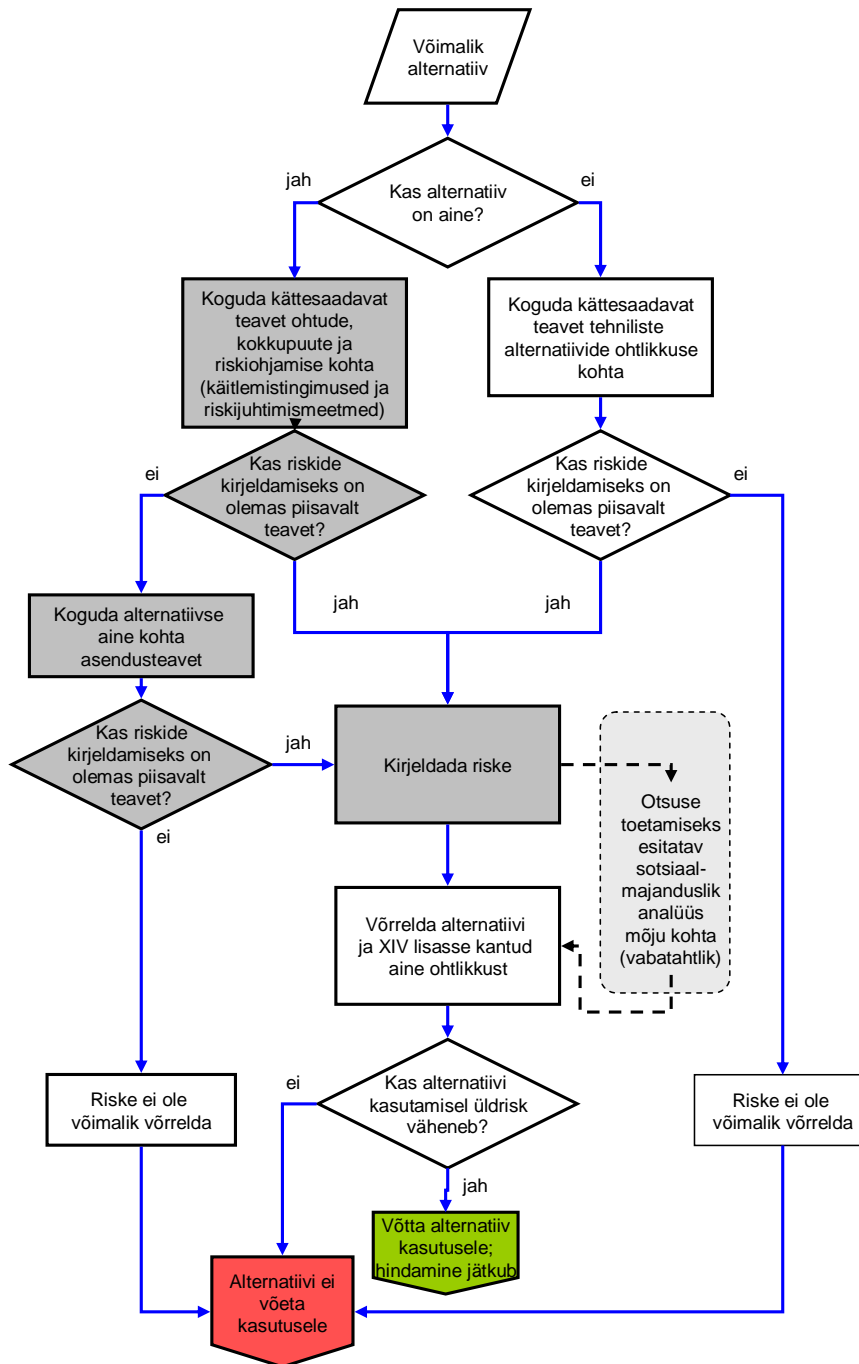 Võimalik
alternatiiv
jah
ei
Kas alternatiiv
on aine?
Koguda kättesaadavat
teavet ohtude,
kokkupuute ja
riskiohjamise kohta
(käitlemistingimused ja
riskijuhtimismeetmed)
Koguda kättesaadavat
teavet tehniliste
alternatiivide ohtlikkuse
kohta
ei
Kas riskide
kirjeldamiseks on
olemas piisavalt
teavet?
Kas riskide
kirjeldamiseks on
olemas piisavalt
teavet?
ei
jah
jah
Koguda alternatiivse
aine kohta
asendusteavet
Kas riskide
kirjeldamiseks on
olemas piisavalt
teavet?
jah
ei
Kirjeldada riske
Otsuse
toetamiseks
esitatav
sotsiaal-
majanduslik
analüüs
mõju kohta
(vabatahtlik)
Võrrelda alternatiivi
ja XIV lisasse kantud
aine ohtlikkust
Riske ei ole
võimalik võrrelda
ei
Kas alternatiivi
kasutamisel üldrisk
väheneb?
Riske ei ole
võimalik võrrelda
jah
Võtta alternatiiv
kasutusele;
hindamine jätkub
Alternatiivi ei
võeta
kasutusele